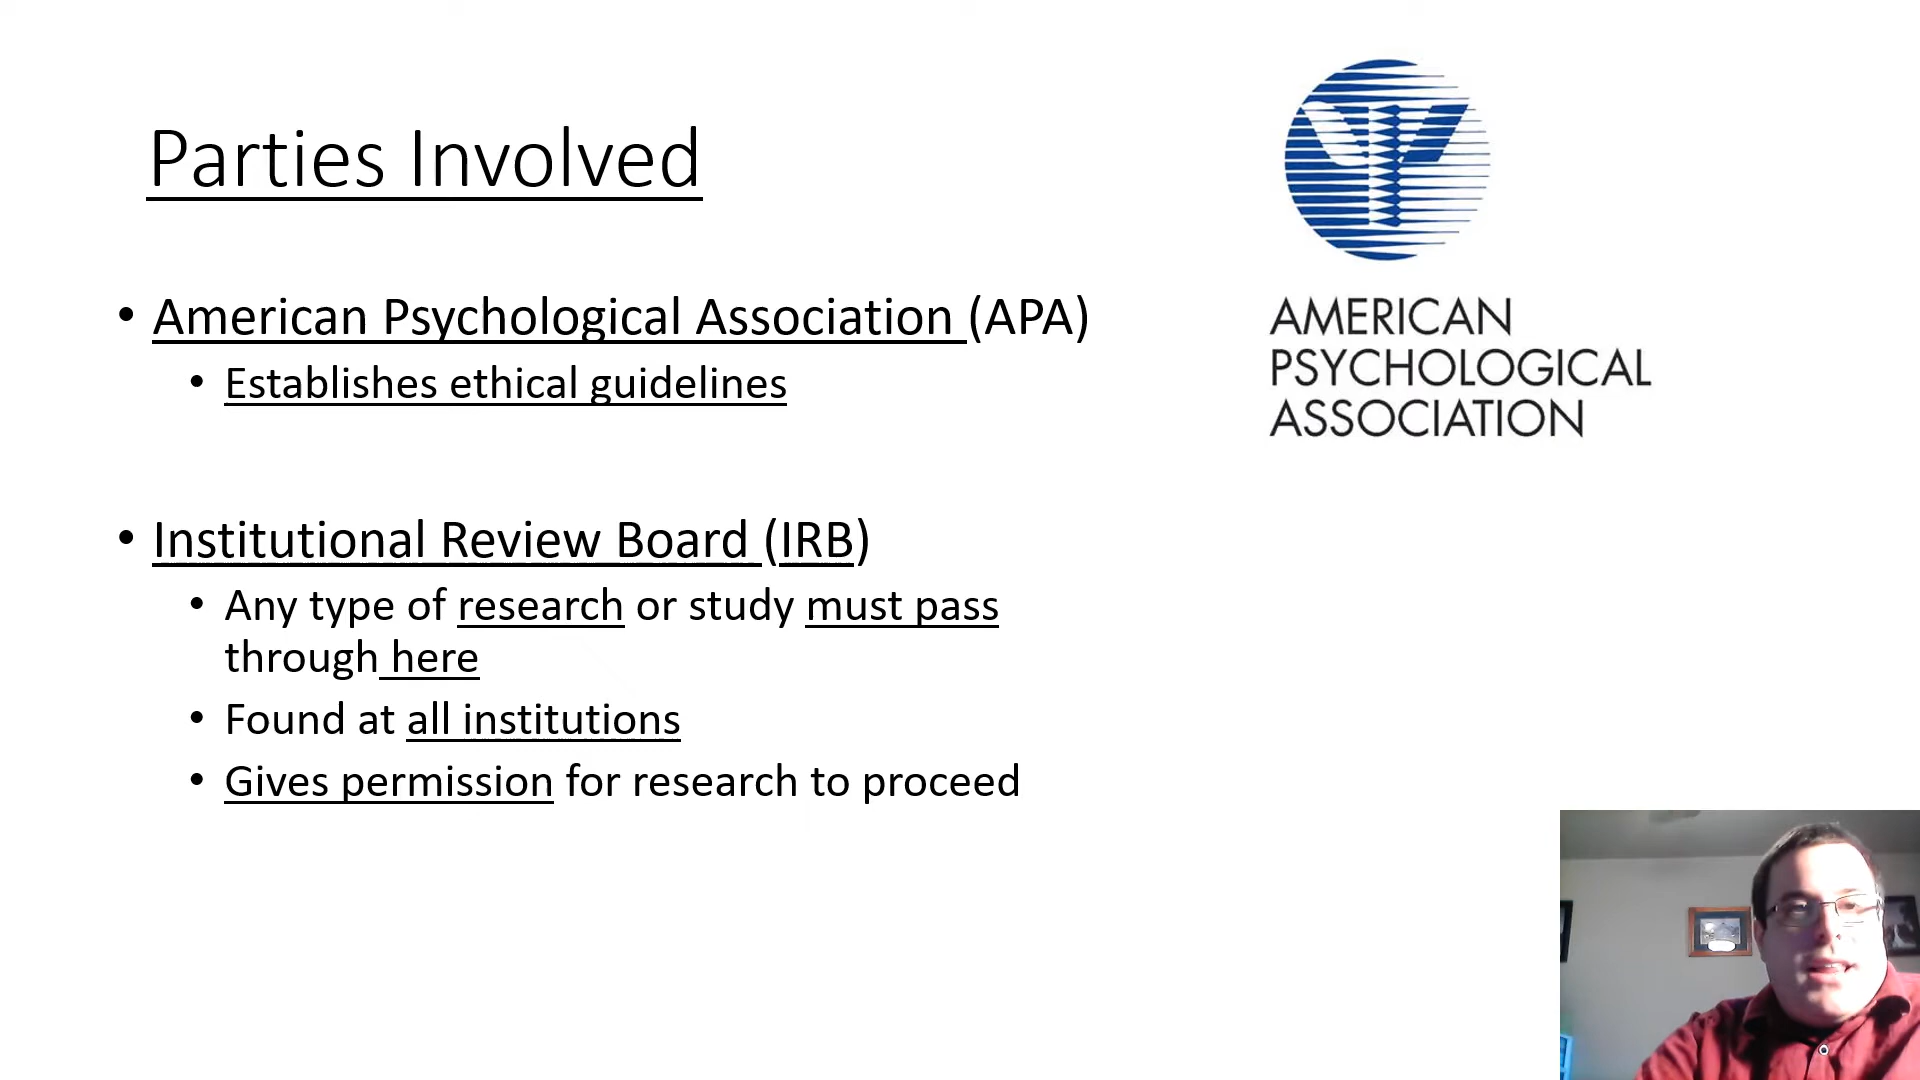 Parties Involved
• American Psychological Association (APA)
• Establishes ethical guidelines
• Institutional Review Board (IRB)
• Any type of research or study must pass
through here
• Found at all institutions
• Gives permission for research to proceed
AMERICAN
PSYCHOLOGICAL
ASSOCIATION